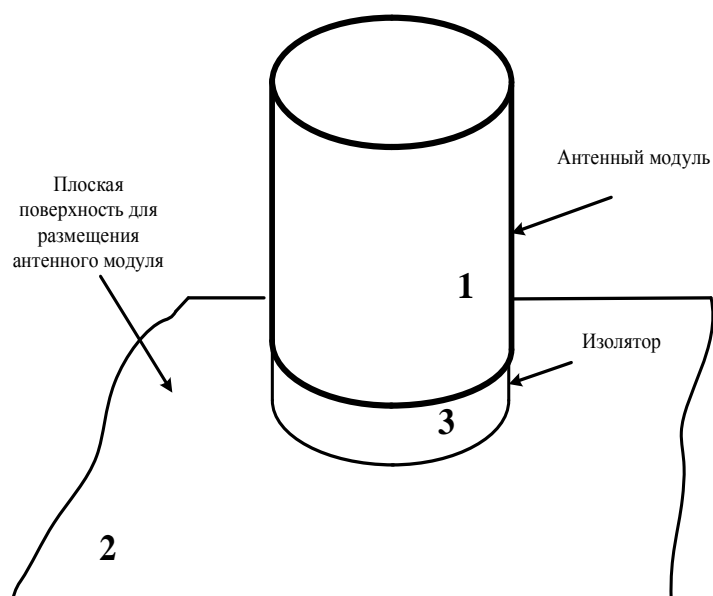 Антенный модуль
Плоская
поверхность для
размещения
антенного модуля
1
Изолятор
3
2